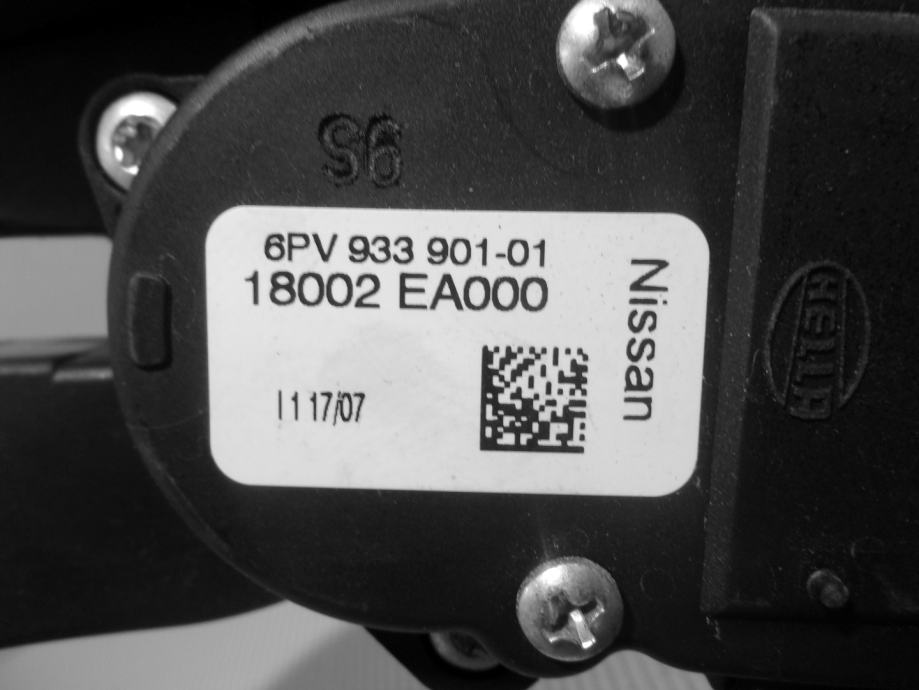 S6
6PV 933 901-01
18002 EA000
I 1 17/07
Nissan
HELLA